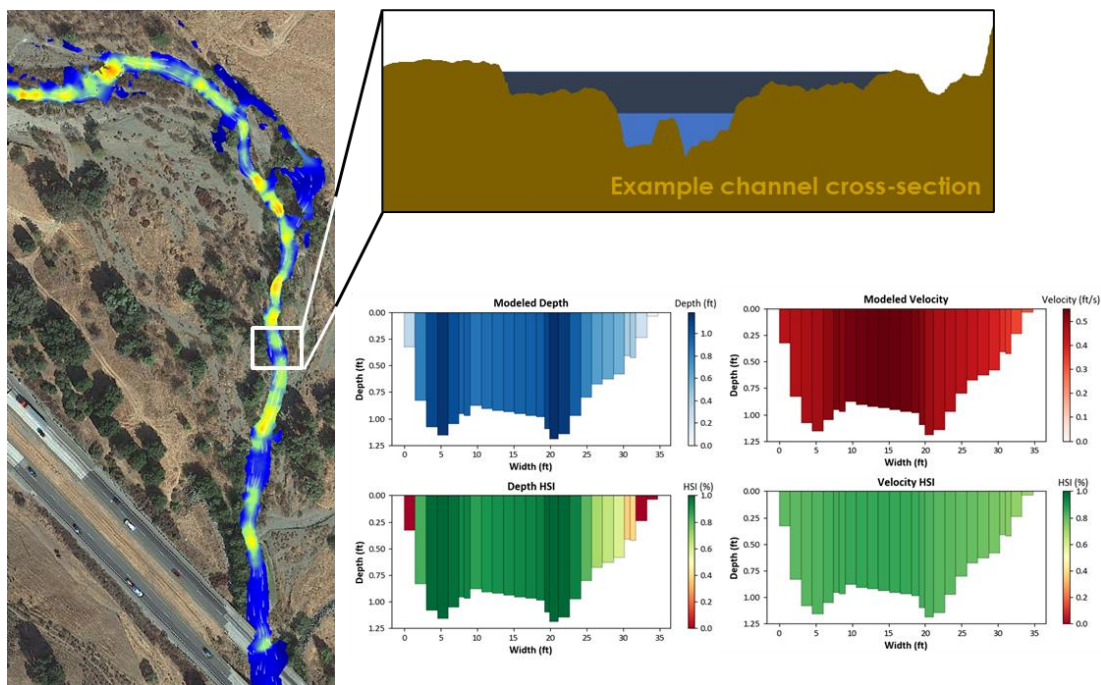 Example channel cross-section
Modeled Depth
Depth (ft)
0.00
0.25
0.50
0.75
1.00
1.25
Depth (ft)
0 5 10 15 20 25 30 35
Width (ft)
1.0
0.8
0.6
0.4
0.2
0.0
Modeled Velocity
Velocity (ft/s)
0.00
0.25
0.50
0.75
1.00
1.25
Depth (ft)
0 5 10 15 20 25 30 35
Width (ft)
0.5
0.4
0.3
0.2
0.1
0.0
Depth HSI
HSI (%)
0.00
0.25
0.50
0.75
1.00
1.25
Depth (ft)
0 5 10 15 20 25 30 35
Width (ft)
1.0
0.8
0.6
0.4
0.2
0.0
Velocity HSI
HSI (%)
0.00
0.25
0.50
0.75
1.00
1.25
Depth (ft)
0 5 10 15 20 25 30 35
Width (ft)
1.0
0.8
0.6
0.4
0.2
0.0